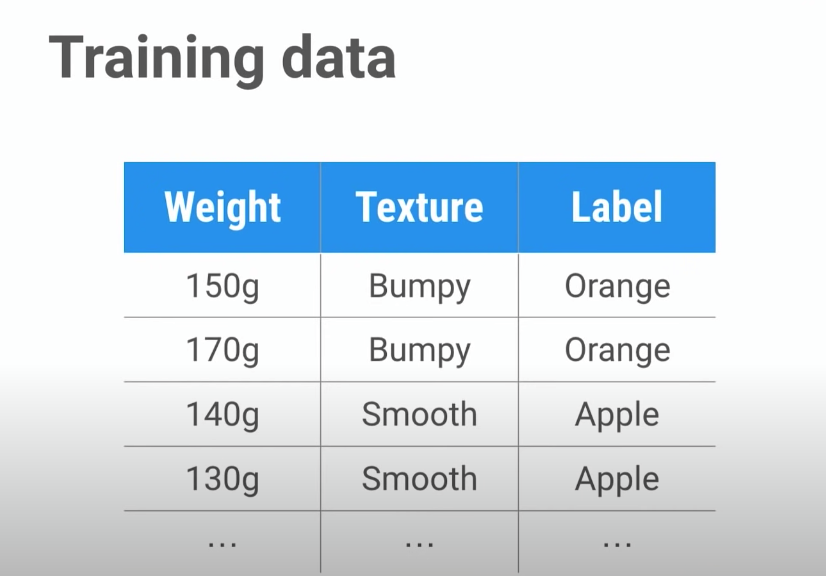 Training data
Weight Texture Label
150g Bumpy Orange
170g Bumpy Orange
140g Smooth Apple
130g Smooth Apple
... ... ...